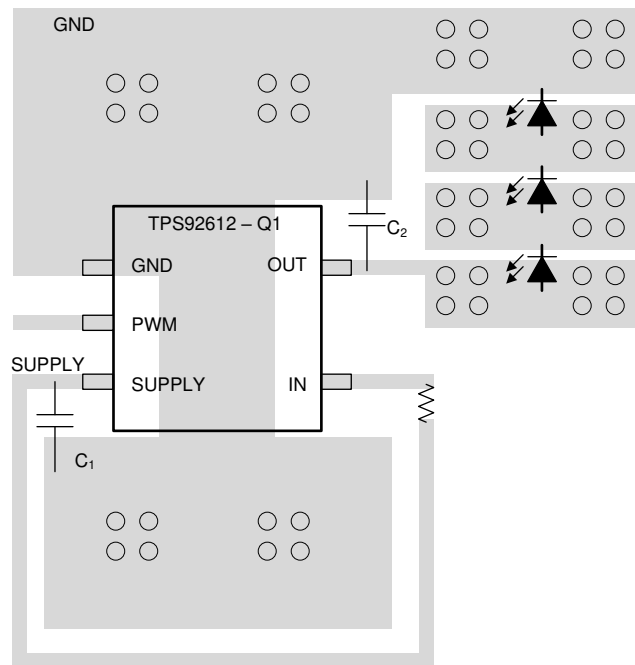 GND
TPS92612 – Q1
C2
GND OUT
PWM
SUPPLY
SUPPLY IN
C1